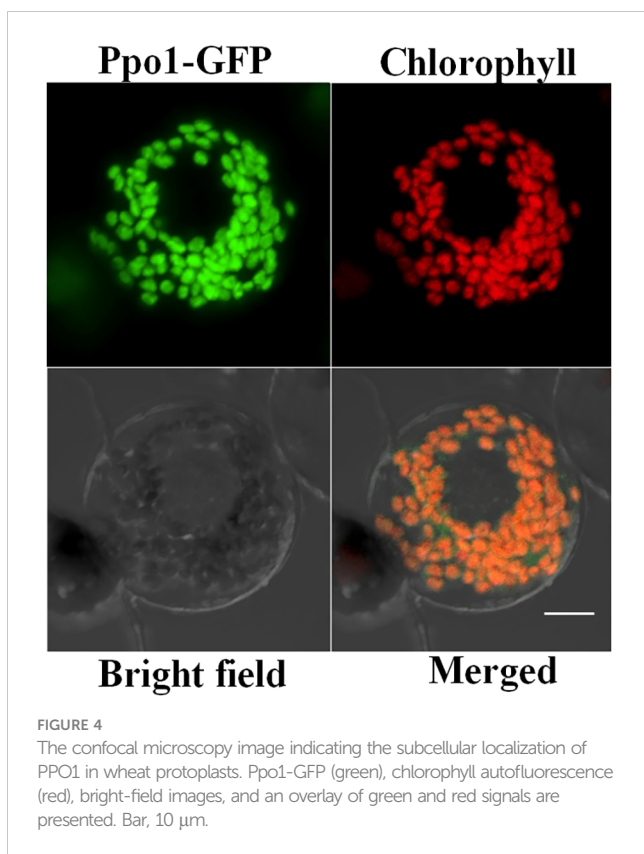 Ppo1-GFP
Chlorophyll
Bright field
Merged
FIGURE 4
The confocal microscopy image indicating the subcellular localization of
PPO1 in wheat protoplasts. Ppo1-GFP (green), chlorophyll autofluorescence
(red), bright-field images, and an overlay of green and red signals are
presented. Bar, 10 μm.